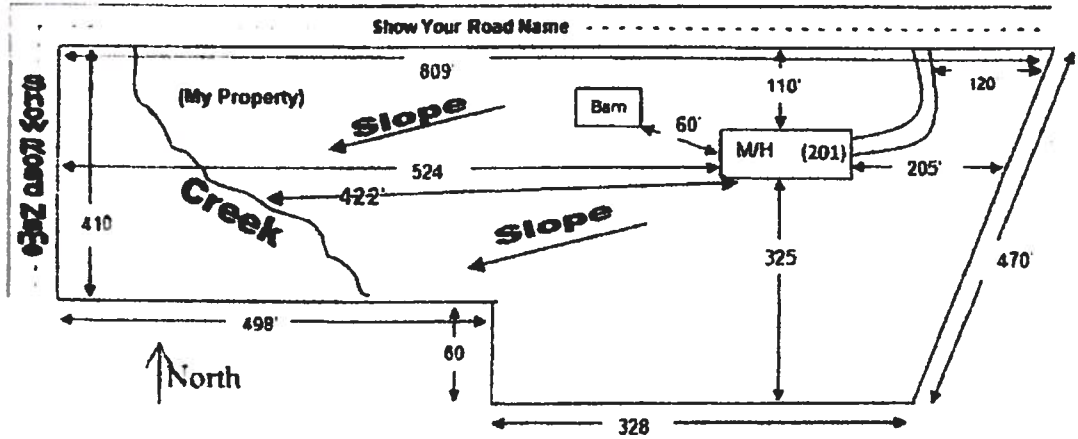 Show Your Road Name
809'
(My Property)
Slope
Barn
110'
120
60'
M/H (201)
205'
524
422'
Creek
410
Slope
325
470'
498'
60
North
328